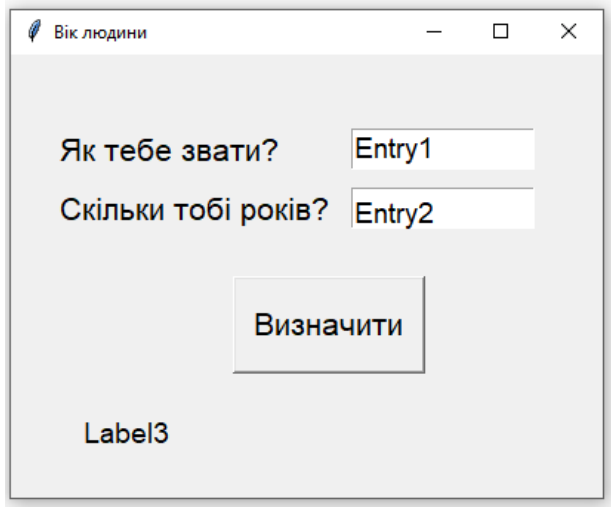 Вік людини
Як тебе звати? Entry1
Скільки тобі років? Entry2
Визначити
Label3